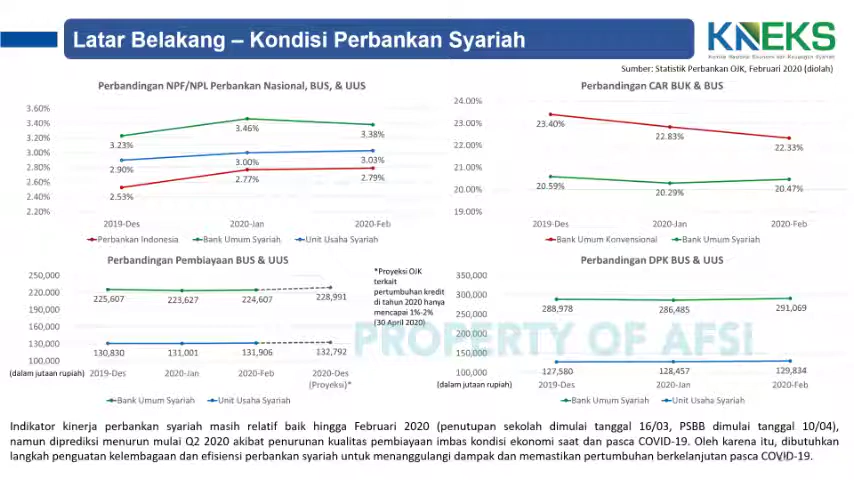 Latar Belakang – Kondisi Perbankan Syariah
KNEKS
Komite Nasional Ekonomi dan Keuangan Syariah
Sumber: Statistik Perbankan OJK, Februari 2020 (diolah)
Perbandingan NPF/NPL Perbankan Nasional, BUS, & UUS
3.60%
3.40%
3.20%
3.00%
2.80%
2.60%
2.40%
2.20%
3.23%
3.46%
3.38%
2.90%
3.00%
3.03%
2.53%
2.77%
2.79%
2019-Des 2020-Jan 2020-Feb
Perbankan Indonesia Bank Umum Syariah Unit Usaha Syariah
Perbandingan CAR BUK & BUS
24.00%
23.00%
22.00%
21.00%
20.00%
19.00%
23.40%
22.83%
22.33%
20.59%
20.29%
20.47%
2019-Des 2020-Jan 2020-Feb
Bank Umum Konvensional Bank Umum Syariah
Perbandingan Pembiayaan BUS & UUS
250,000
220,000
190,000
160,000
130,000
100,000
225,607 223,627 224,607 228,991
130,830 131,001 131,906 132,792
(dalam jutaan rupiah)
2019-Des 2020-Jan 2020-Feb 2020-Des
(Proyeksi)*
Bank Umum Syariah Unit Usaha Syariah
*Proyeksi OJK
terkait
pertumbuhan kredit
di tahun 2020 hanya
mencapai 1%-2%
(30 April 2020)
Perbandingan DPK BUS & UUS
350,000
300,000
250,000
200,000
150,000
100,000
288,978 286,485 291,069
127,580 128,457 129,834
(dalam jutaan rupiah)
2019-Des 2020-Jan 2020-Feb
Bank Umum Syariah Unit Usaha Syariah
PROPERTY OF AFSI
Indikator kinerja perbankan syariah masih relatif baik hingga Februari 2020 (penutupan sekolah dimulai tanggal 16/03, PSBB dimulai tanggal 10/04),
namun diprediksi menurun mulai Q2 2020 akibat penurunan kualitas pembiayaan imbas kondisi ekonomi saat dan pasca COVID-19. Oleh karena itu, dibutuhkan
langkah penguatan kelembagaan dan efisiensi perbankan syariah untuk menanggulangi dampak dan memastikan pertumbuhan berkelanjutan pasca COVID-19.